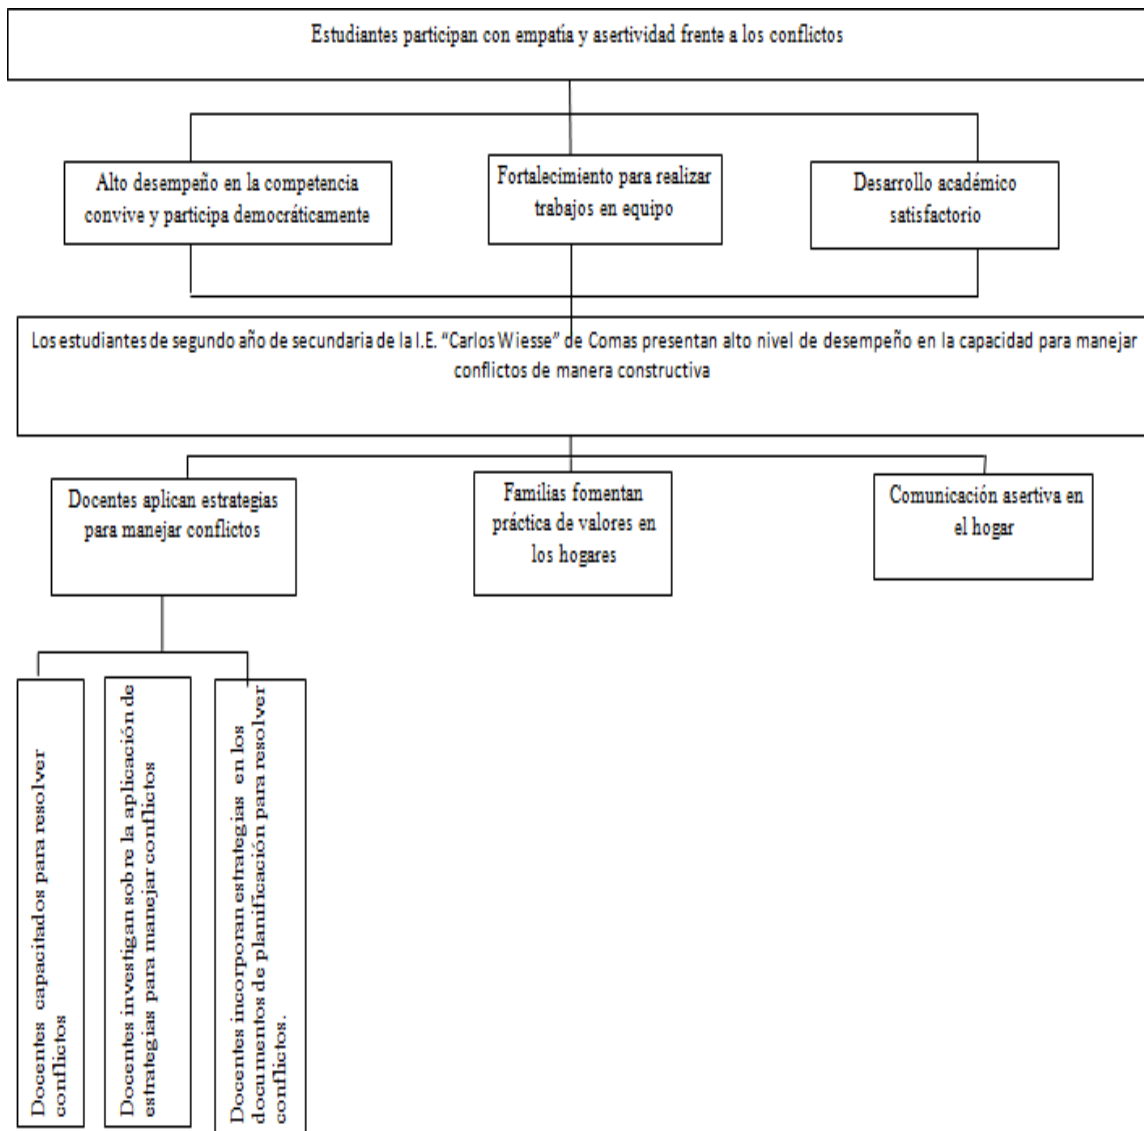 Estudiantes participan con empatía y asertividad frente a los conflictos
Alto desempeño en la competencia
convive y participa democráticamente
Fortalecimiento para realizar
trabajos en equipo
Desarrollo académico
satisfactorio
Los estudiantes de segundo año de secundaria de la I.E. "Carlos Wiesse" de Comas presentan alto nivel de desempeño en la capacidad para manejar
conflictos de manera constructiva
Docentes aplican estrategias
para manejar conflictos
Familias fomentan
práctica de valores en
los hogares
Comunicación asertiva en
el hogar
Docentes capacitados para resolver
conflictos
Docentes investigan sobre la aplicación de
estrategias para manejar conflictos
Docentes incorporan estrategias en los
documentos de planificación para resolver
conflictos.